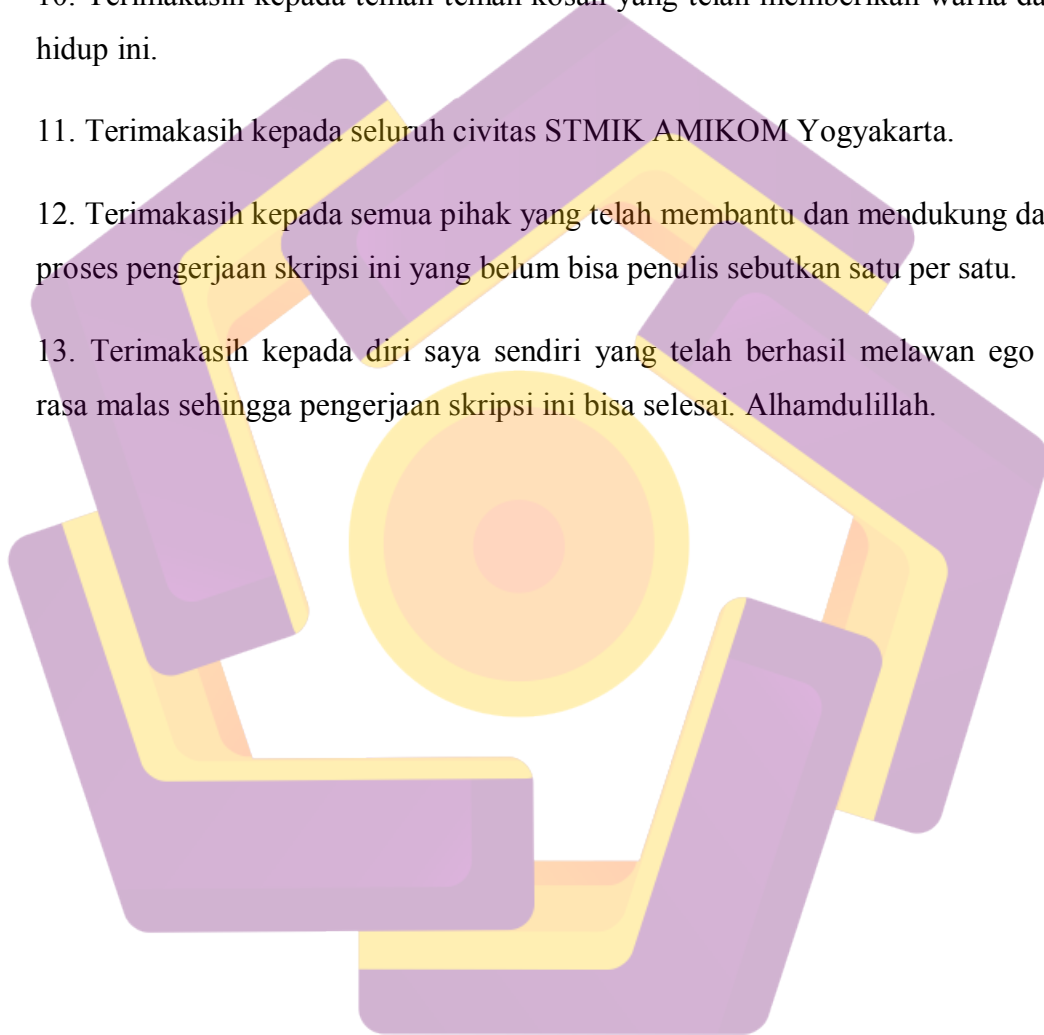 10. Terimakasih kepada teman-teman kosan yang telah memberikan warna
hidup ini.
11. Terimakasih kepada seluruh civitas STMIK AMIKOM Yogyakarta.
12. Terimakasih kepada semua pihak yang telah membantu dan mendukung
proses pengerjaan skripsi ini yang belum bisa penulis sebutkan satu per satu.
13. Terimakasih kepada diri saya sendiri yang telah berhasil melawan ego
rasa malas sehingga pengerjaan skripsi ini bisa selesai. Alhamdulillah.